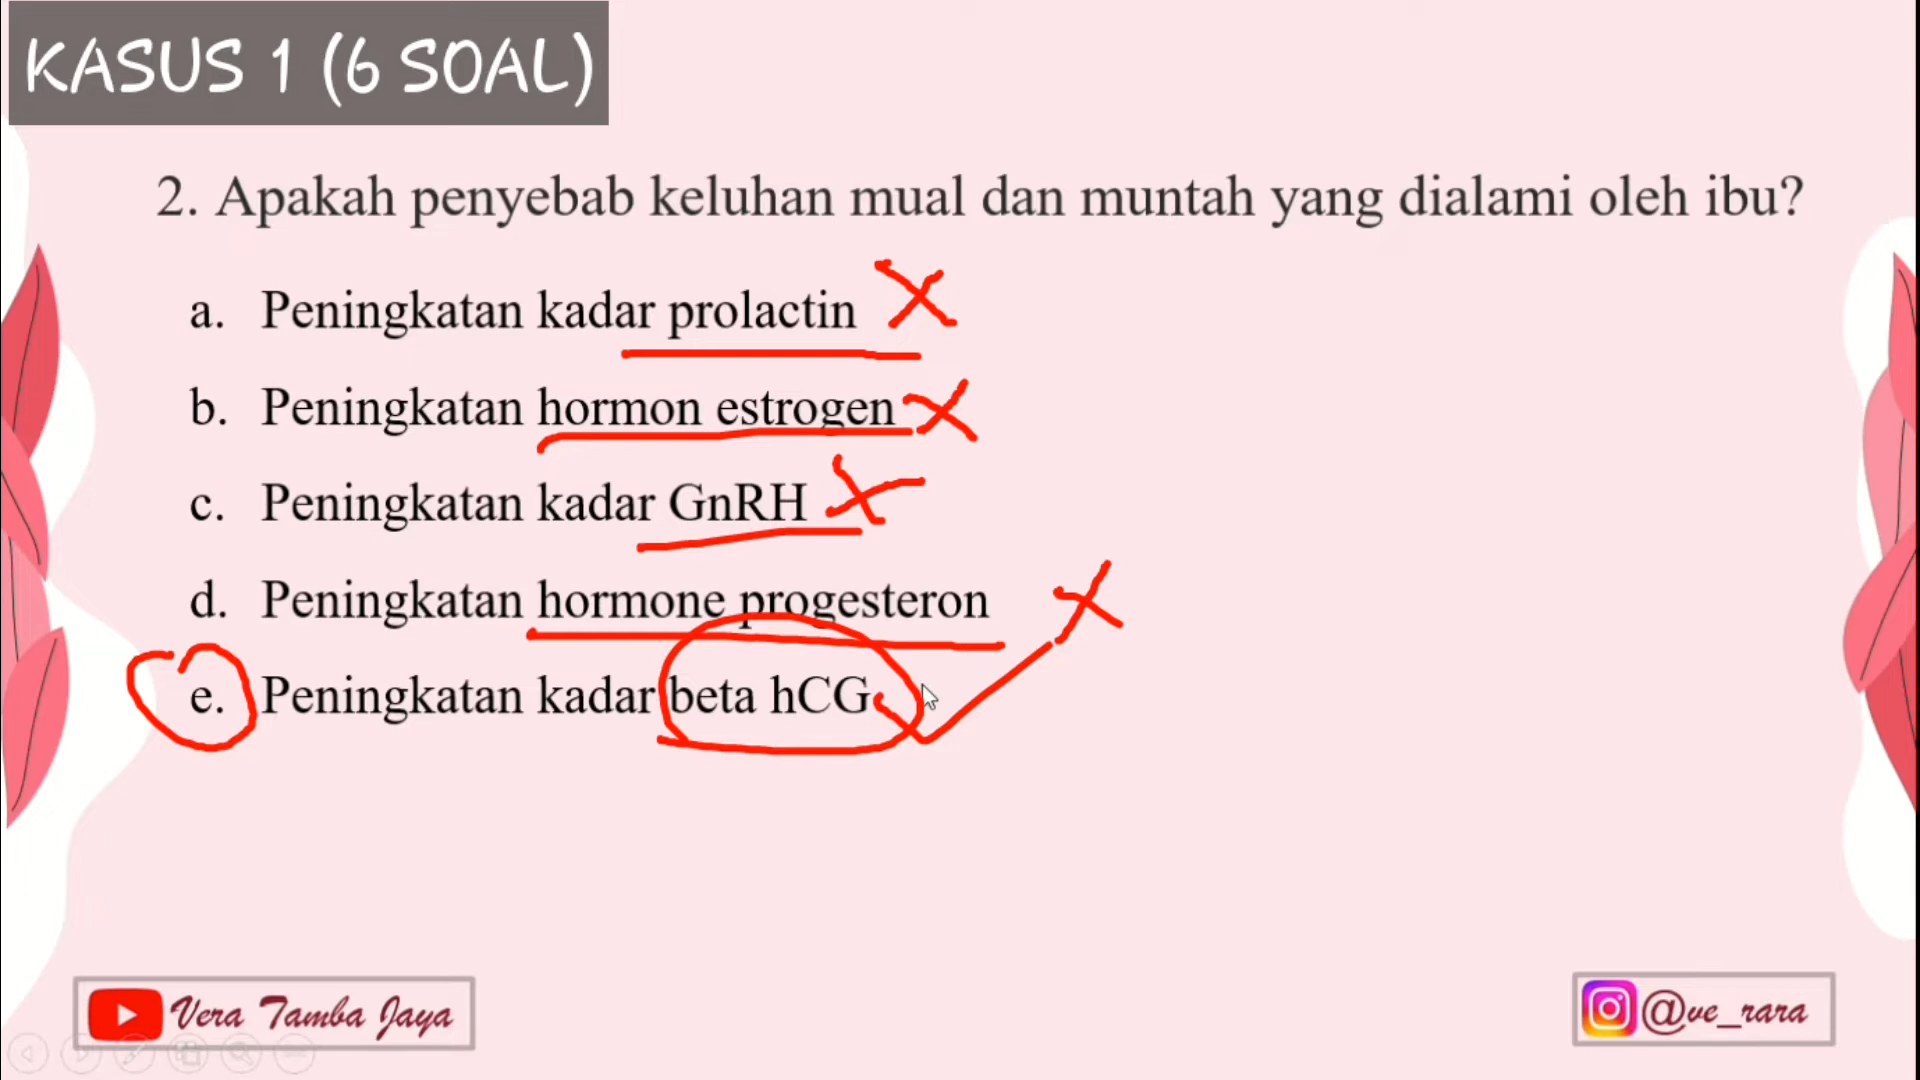 KASUS 1 (6 SOAL)
2. Apakah penyebab keluhan mual dan muntah yang dialami oleh ibu?
a. Peningkatan kadar prolactin
b. Peningkatan hormon estrogen
c. Peningkatan kadar GnRH
d. Peningkatan hormone progesteron
e. Peningkatan kadar beta hCG
Vera Tamba Jaya
@ve_rara